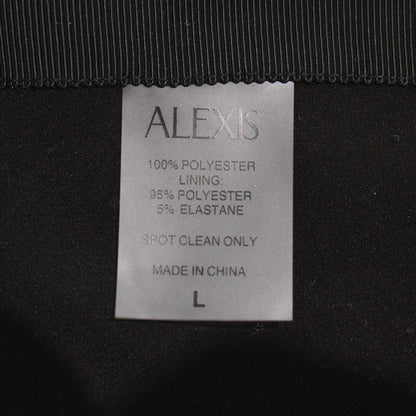 ALEXIS
100% POLYESTER
LINING:
95% POLYESTER
5% ELASTANE
SPOT CLEAN ONLY
MADE IN CHINA
L